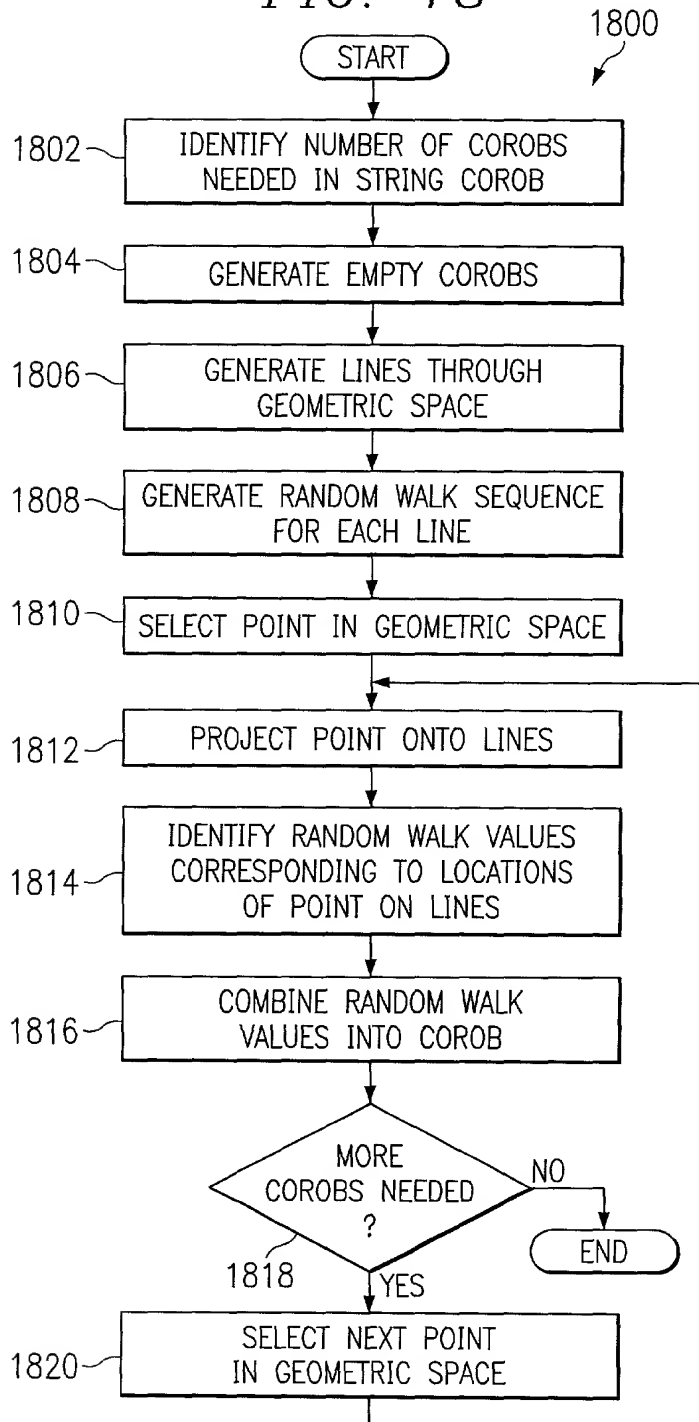 1800
START
1802
IDENTIFY NUMBER OF COROBS
NEEDED IN STRING COROB
1804
GENERATE EMPTY COROBS
1806
GENERATE LINES THROUGH
GEOMETRIC SPACE
1808
GENERATE RANDOM WALK SEQUENCE
FOR EACH LINE
1810
SELECT POINT IN GEOMETRIC SPACE
1812
PROJECT POINT ONTO LINES
1814
IDENTIFY RANDOM WALK VALUES
CORRESPONDING TO LOCATIONS
OF POINT ON LINES
1816
COMBINE RANDOM WALK
VALUES INTO COROB
MORE
COROBS NEEDED
?
NO
END
1818
YES
1820
SELECT NEXT POINT
IN GEOMETRIC SPACE